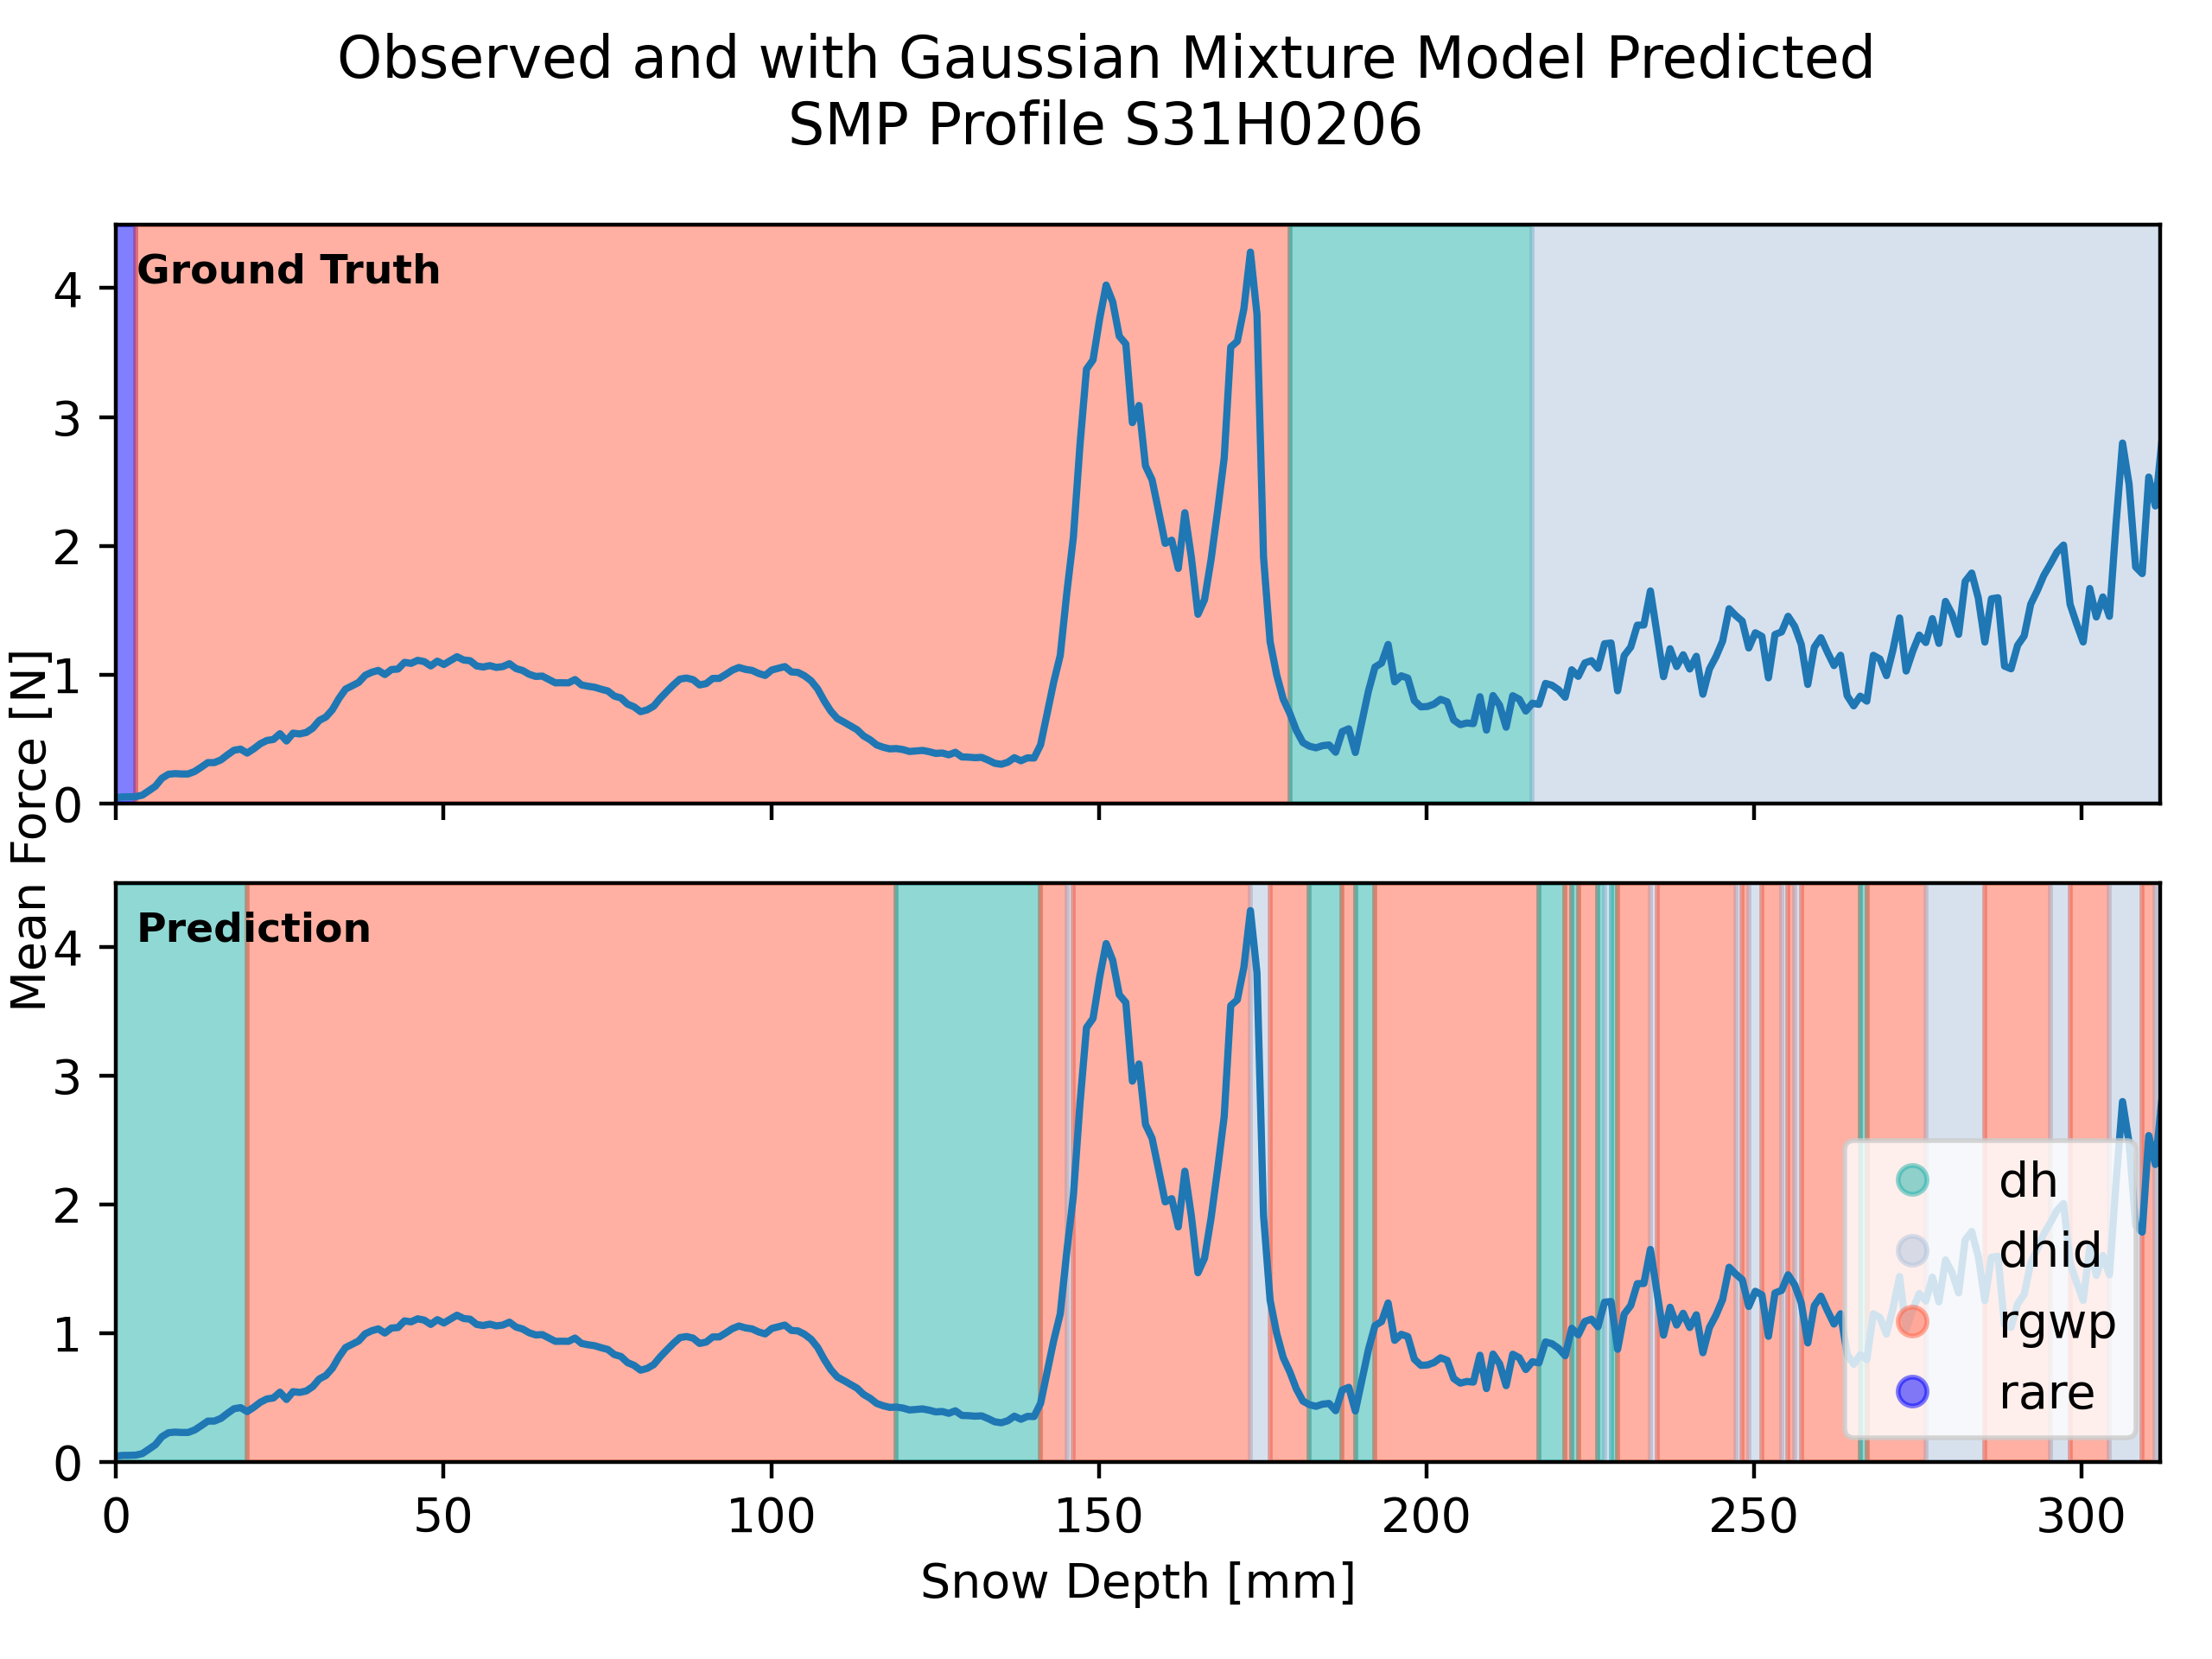 Observed and with Gaussian Mixture Model Predicted
SMP Profile S31H0206
Ground Truth
4
3
2
1
0
Mean Force [N]
Prediction
4
3
2
1
0
dh
dhid
rgwp
rare
0 50 100 150 200 250 300
Snow Depth [mm]